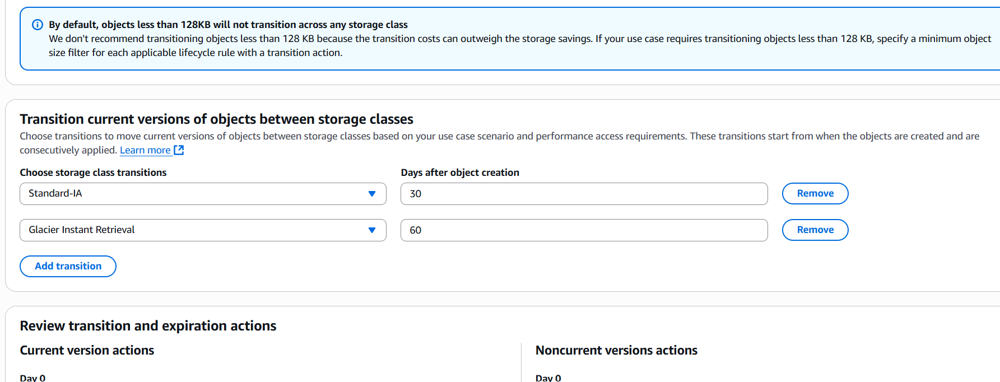 By default, objects less than 128KB will not transition across any storage class
We don't recommend transitioning objects less than 128 KB because the transition costs can outweigh the storage savings. If your use case requires transitioning objects less than 128 KB, specify a minimum object
size filter for each applicable lifecycle rule with a transition action.
Transition current versions of objects between storage classes
Choose transitions to move current versions of objects between storage classes based on your use case scenario and performance access requirements. These transitions start from when the objects are created and are
consecutively applied. Learn more
Choose storage class transitions Days after object creation
Standard-IA 30 Remove
Glacier Instant Retrieval 60 Remove
Add transition
Review transition and expiration actions
Current version actions Noncurrent versions actions
Day 0 Day 0